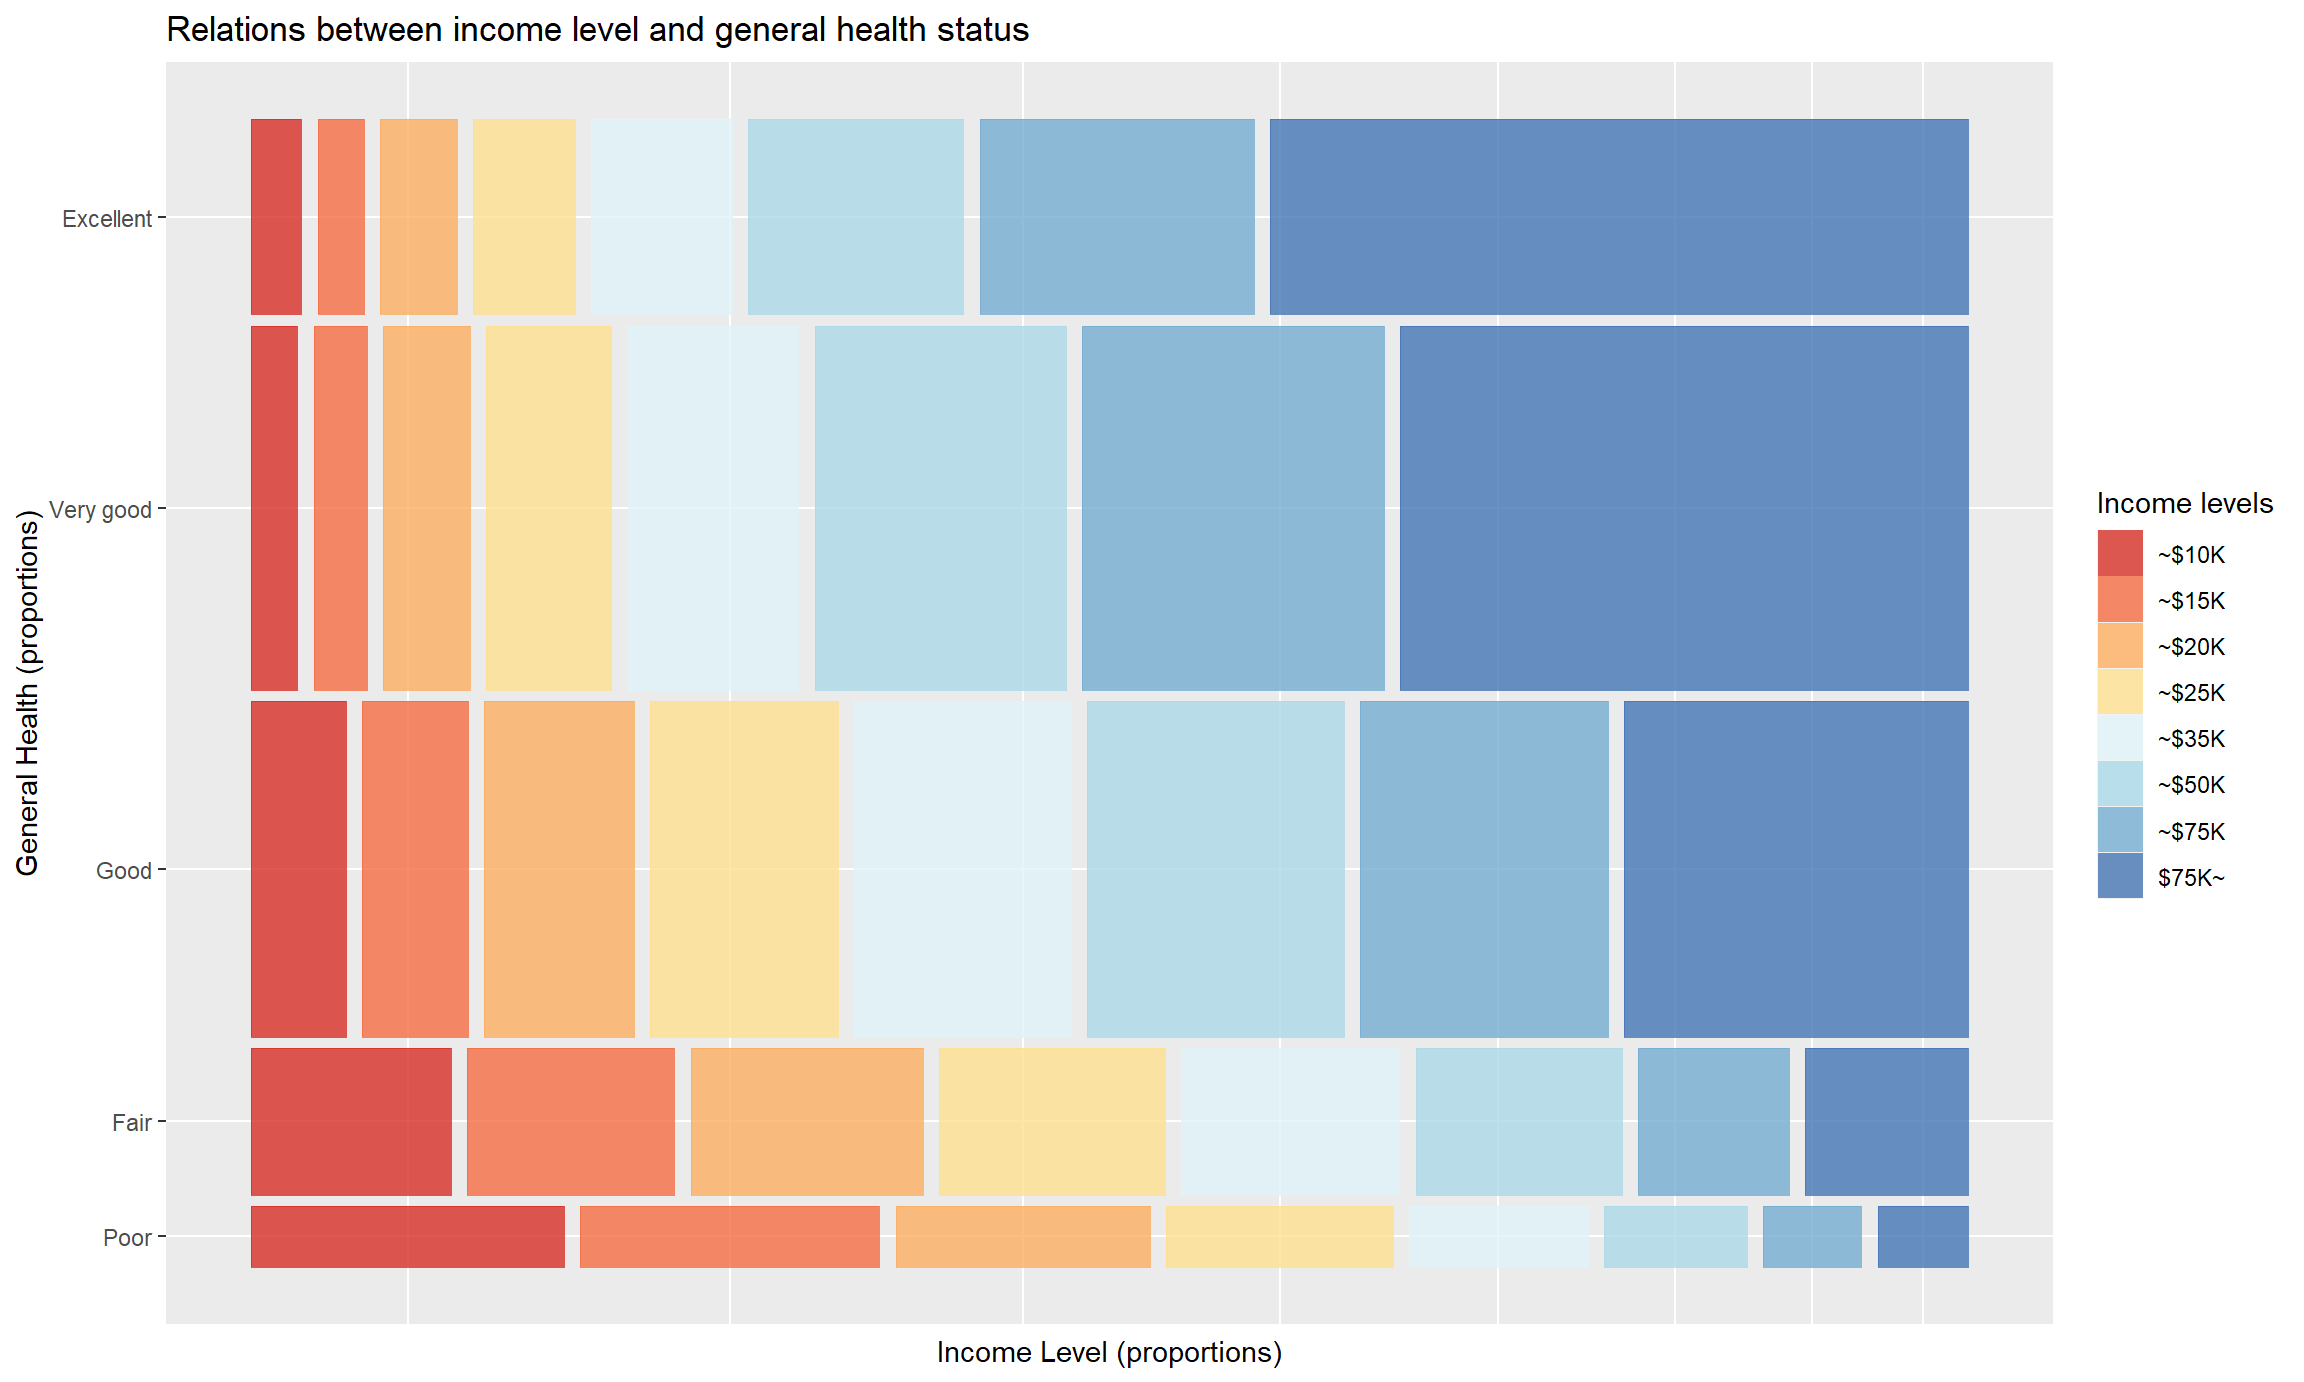 Relations between income level and general health status
General Health (proportions)
Excellent
Very good
Good
Fair
Poor
Income Level (proportions)
Income levels
~$10K
~$15K
~$20K
~$25K
~$35K
~$50K
~$75K
$75K~